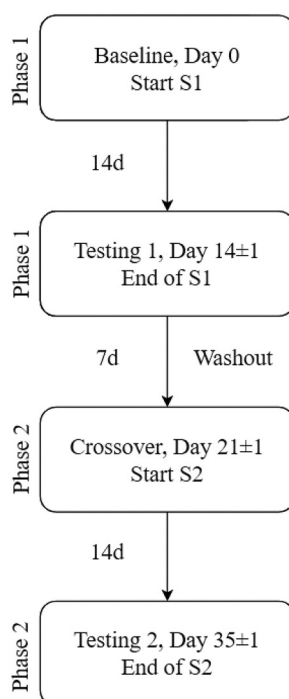 Phase 1
Baseline, Day 0
Start S1
14d
Phase 1
Testing 1, Day 14±1
End of S1
7d Washout
Phase 2
Crossover, Day 21±1
Start S2
14d
Phase 2
Testing 2, Day 35±1
End of S2